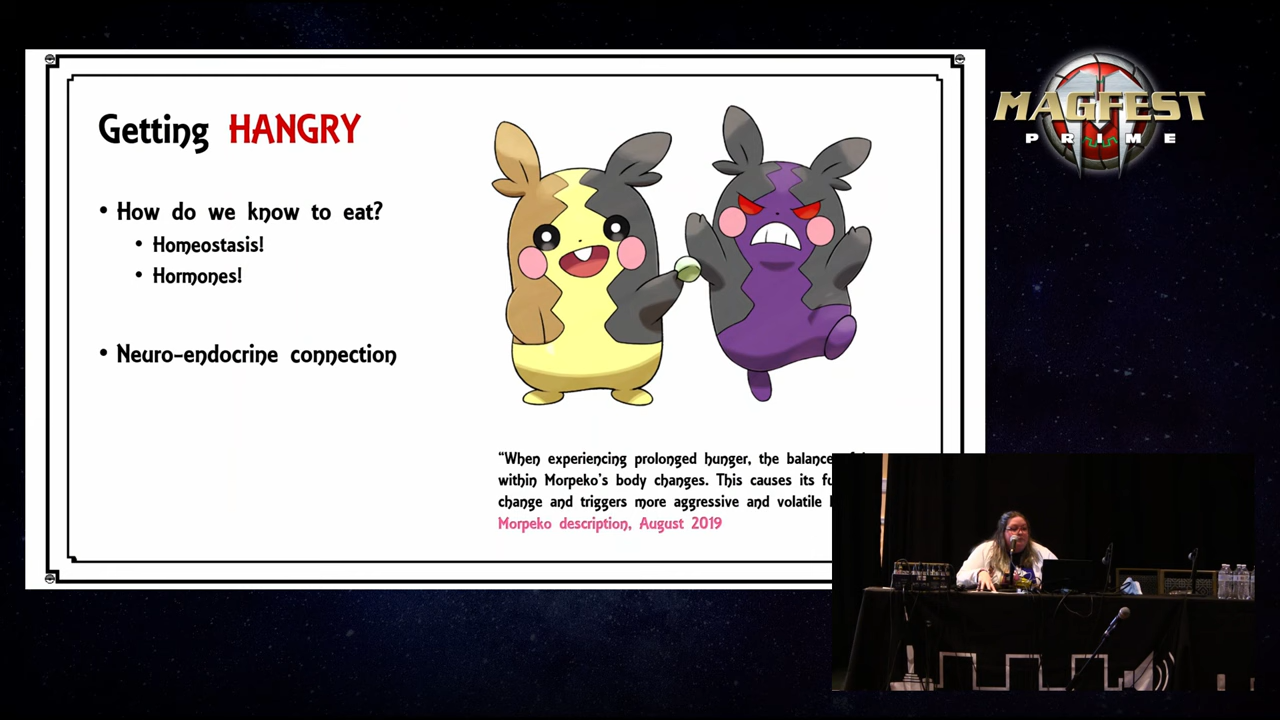 Getting HANGRY
• How do we know to eat?
• Homeostasis!
• Hormones!
• Neuro-endocrine connection
“When experiencing prolonged hunger, the balance
within Morpeko’s body changes. This causes its
change and triggers more aggressive and volatile
Morpeko description, August 2019
MAGFEST
PRIME